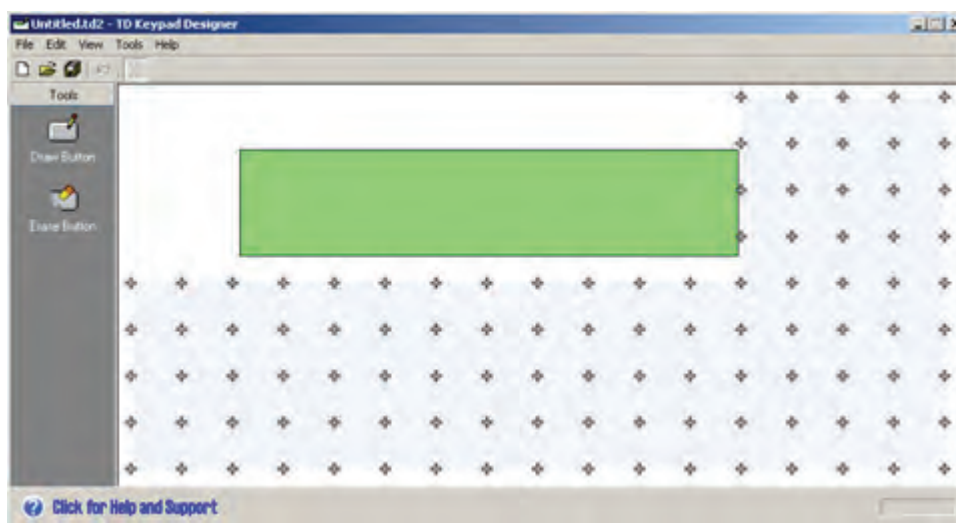 Untitled.td2 - TD Keypad Designer
File Edit View Tools Help
Tools
Draw Button
Erase Button
Click for Help and Support